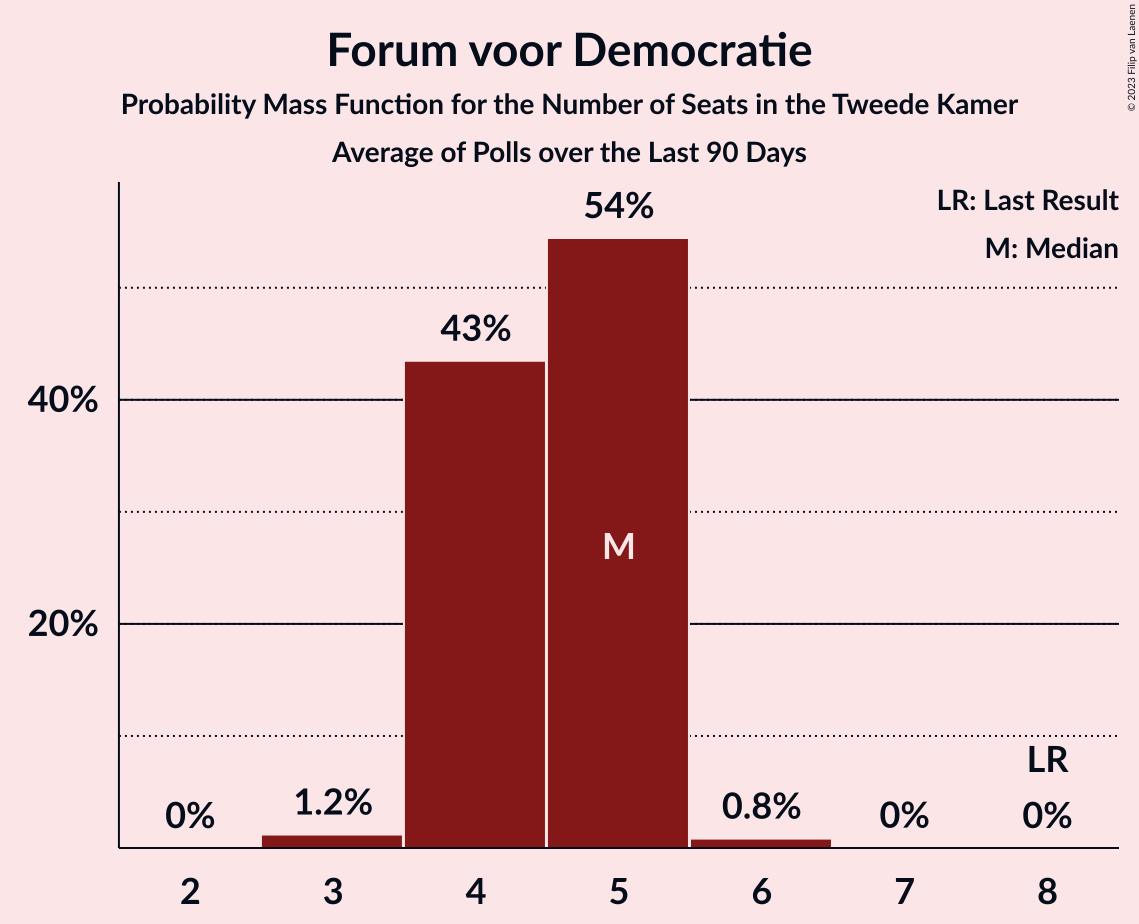 Forum voor Democratie
Probability Mass Function for the Number of Seats in the Tweede Kamer
Average of Polls over the Last 90 Days
© 2023 Filip van Laenen
LR: Last Result
M: Median
54%
43%
40%
M
20%
LR
0%
1.2%
0.8%
0%
0%
2 3 4 5 6 7 8